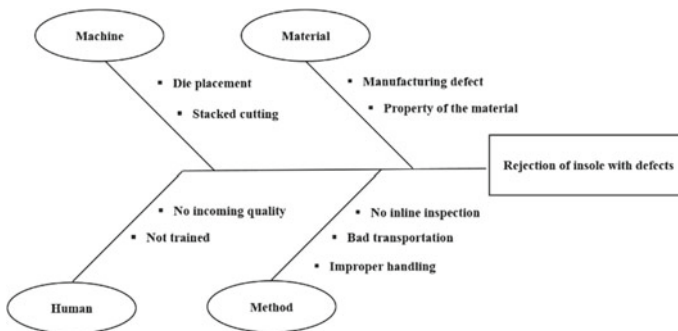 Machine
Material
Die placement
Stacked cutting
Manufacturing defect
Property of the material
Rejection of insole with defects
No incoming quality
Not trained
No inline inspection
Bad transportation
Improper handling
Human
Method